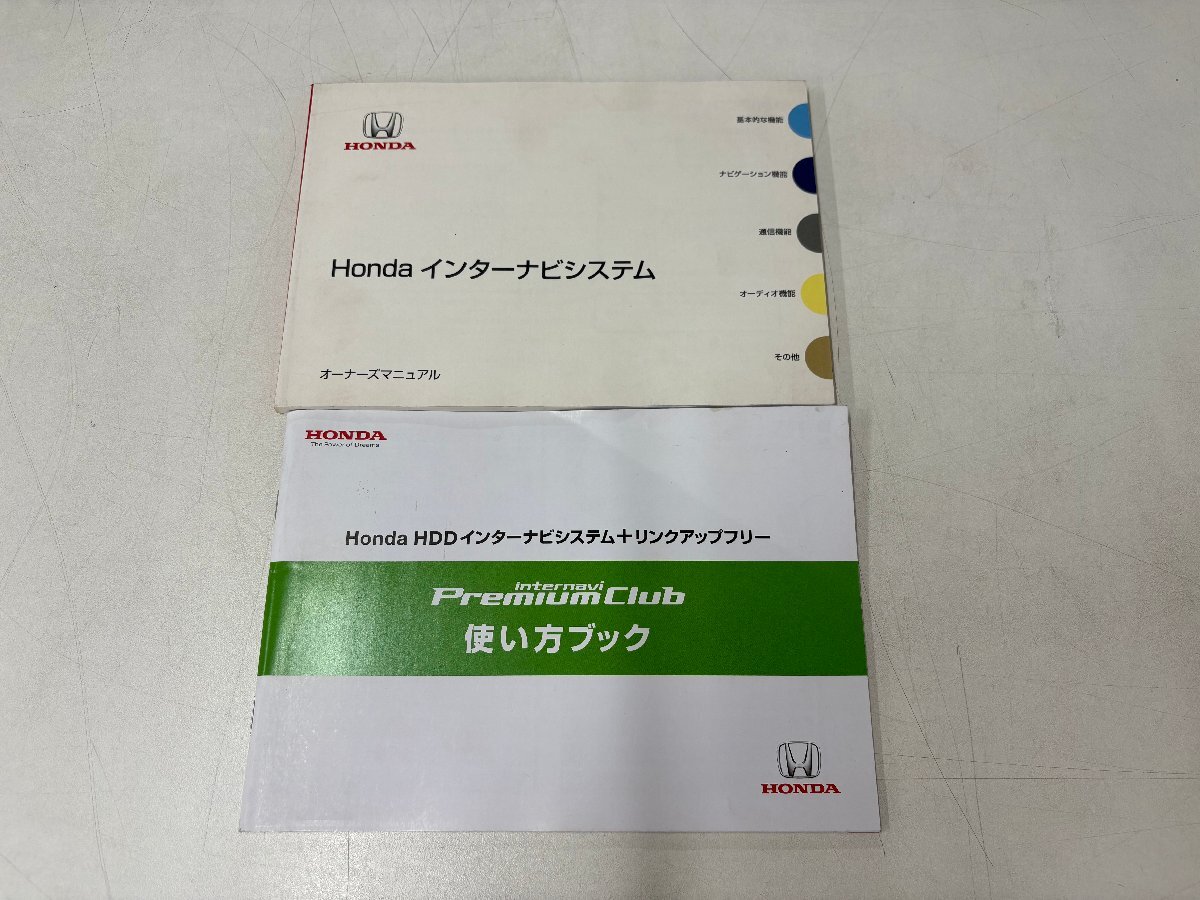 HONDA
基本的な機能
ナビゲーション機能
通信機能
Honda インターナビシステム
オーディオ機能
その他
オーナーズマニュアル
HONDA
The Power of Dreams
Honda HDDインターナビシステム+リンクアップフリー
internavi
Premium Club
使い方ブック
HONDA